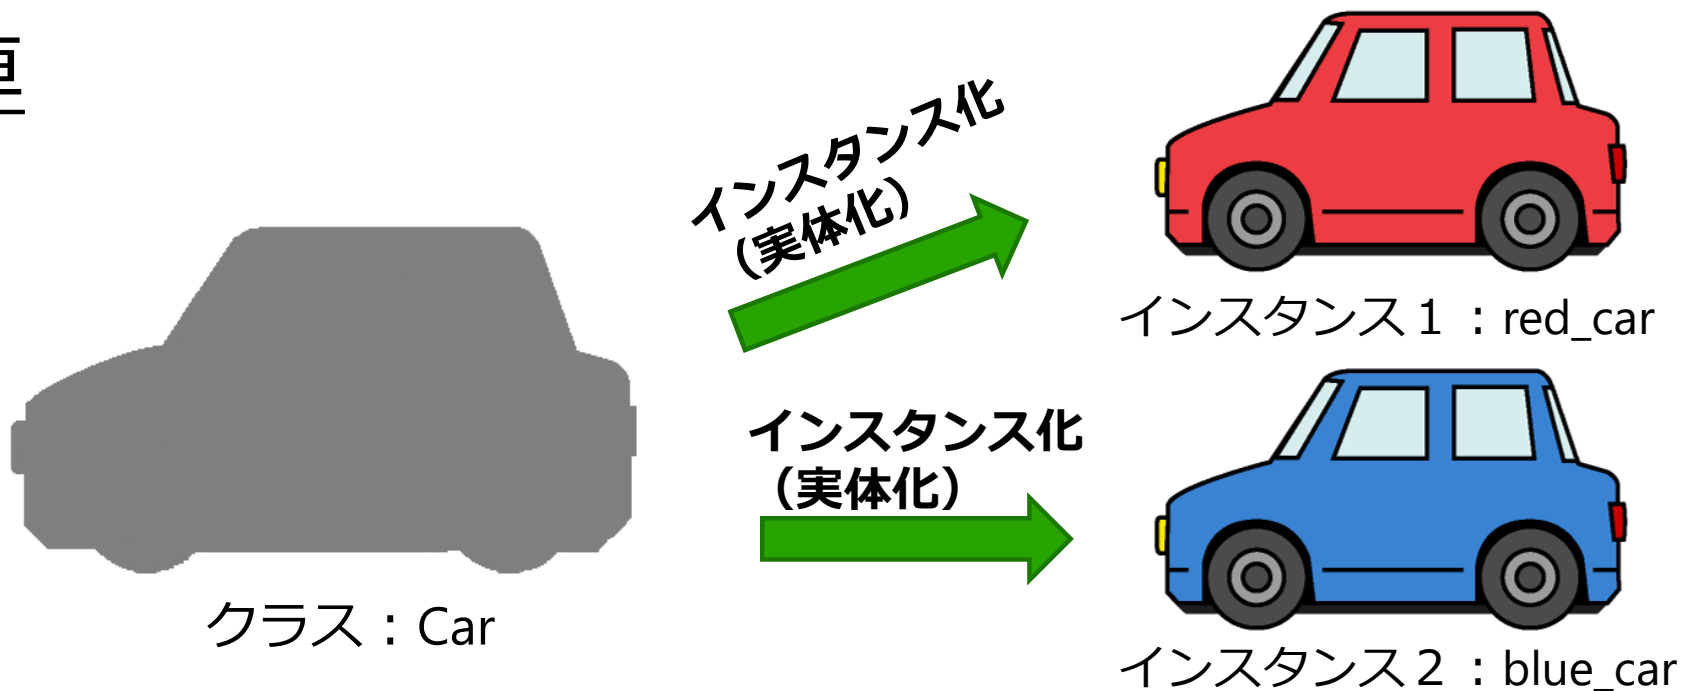 インスタンス化
（実体化）
インスタンス１：red_car
インスタンス化
（実体化）
クラス：Car
インスタンス２：blue_car